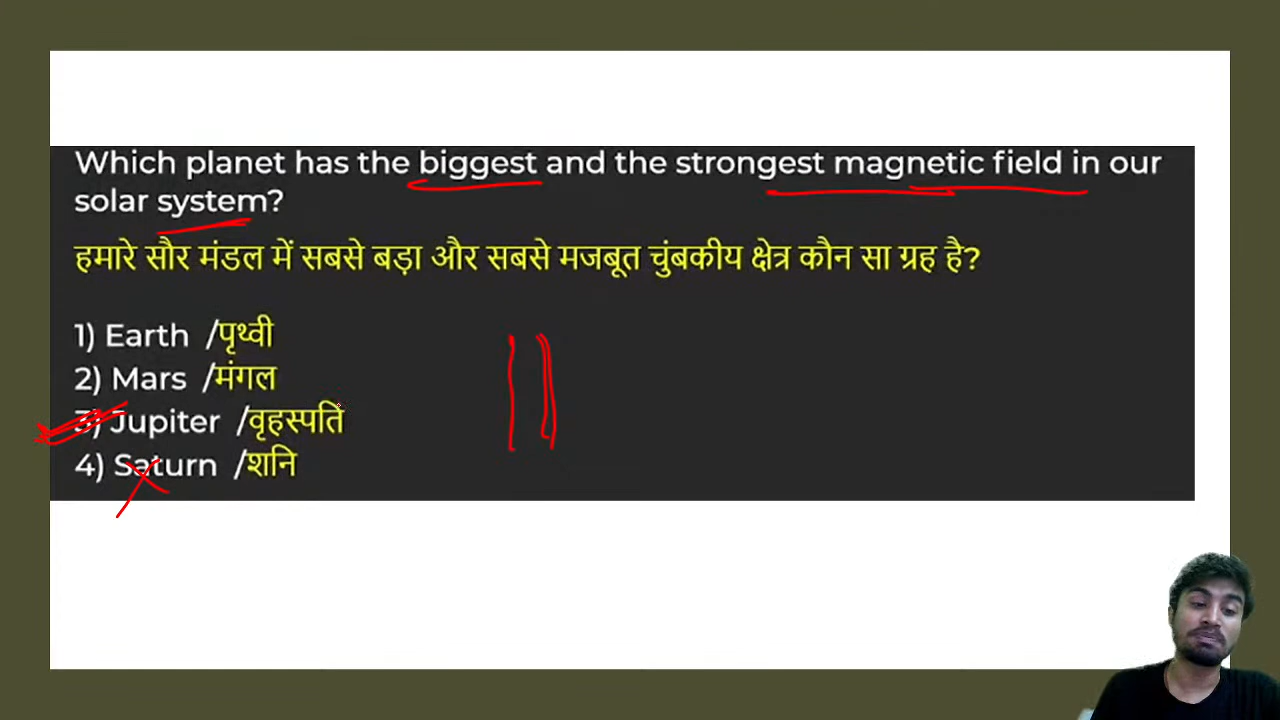 Which planet has the biggest and the strongest magnetic field in our
solar system?
हमारे सौर मंडल में सबसे बड़ा और सबसे मजबूत चुंबकीय क्षेत्र कौन सा ग्रह है?
1) Earth /पृथ्वी
2) Mars /मंगल
3) Jupiter /वृहस्पति
4) Saturn /शनि